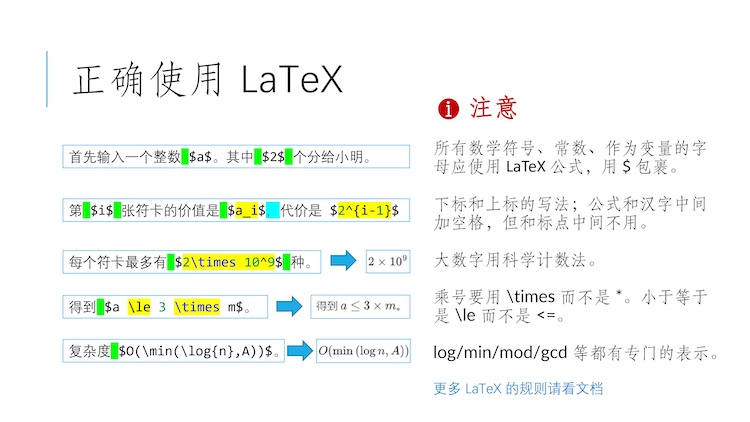 正确使用 LaTeX
首先输入一个整数 $a$。其中 $2$ 个分给小明。
第 $i$ 张符卡的价值是 $a_i$，代价是 $2^{i-1}$
每个符卡最多有 $2\times 10^9$ 种。
2 × 10⁹
得到 $a \le 3 \times m$。
得到 a ≤ 3 × m。
复杂度 $O(\min(\log{n},A))$。
O(min (log n, A))
注意
所有数学符号、常数、作为变量的字
母应使用 LaTeX 公式，用 $ 包裹。
下标和上标的写法；公式和汉字中间
加空格，但和标点中间不用。
大数字用科学计数法。
乘号要用 \times 而不是 *。小于等于
是 \le 而不是 <=。
log/min/mod/gcd 等都有专门的表示。
更多 LaTeX 的规则请看文档